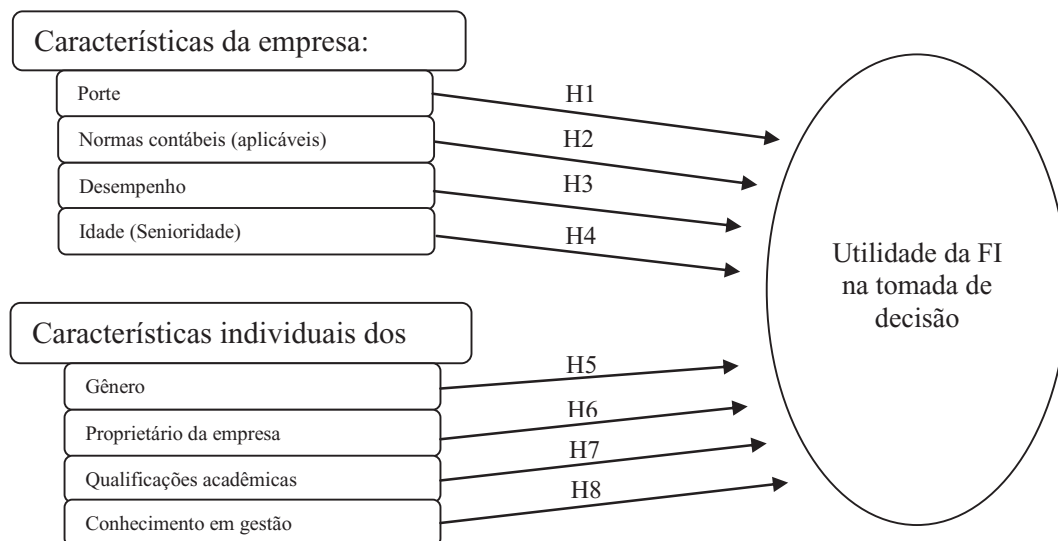 Características da empresa:
Porte
H1
Normas contábeis (aplicáveis)
H2
Desempenho
H3
Idade (Senioridade)
H4
Utilidade da FI
na tomada de
decisão
Características individuais dos
Gênero
H5
Proprietário da empresa
H6
Qualificações acadêmicas
H7
Conhecimento em gestão
H8